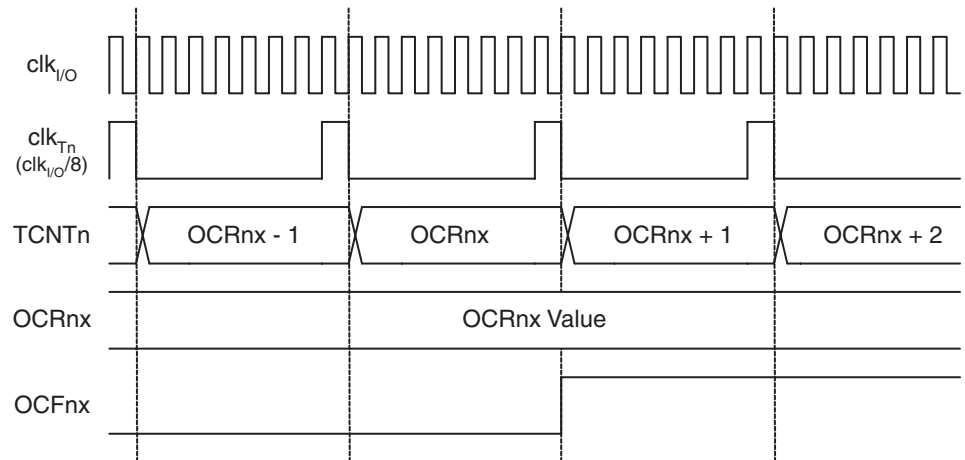 clkI/O
clkTn
(clkI/O/8)
TCNTn
OCRnx - 1
OCRnx
OCRnx + 1
OCRnx + 2
OCRnx
OCRnx Value
OCFnx